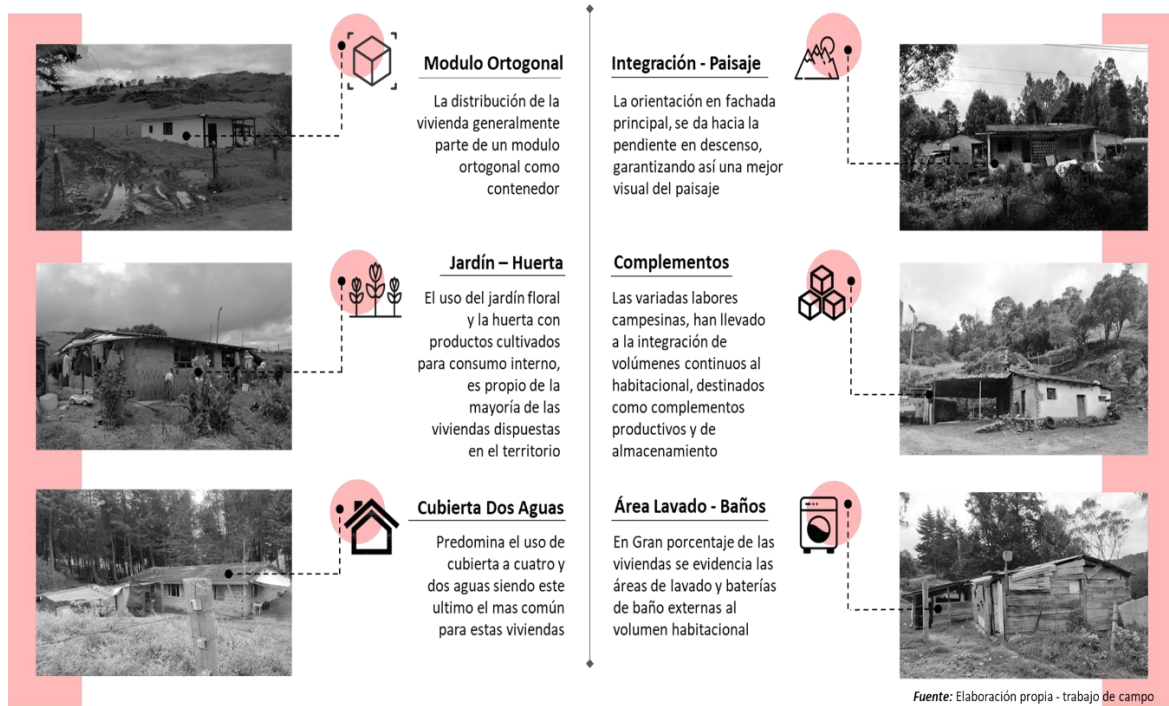 Modulo Ortogonal
La distribución de la
vivienda generalmente
parte de un modulo
ortogonal como
contenedor
Jardín – Huerta
El uso del jardín floral
y la huerta con
productos cultivados
para consumo interno,
es propio de la
mayoría de las
viviendas dispuestas
en el territorio
Cubierta Dos Aguas
Predomina el uso de
cubierta a cuatro y
dos aguas siendo este
ultimo el mas común
para estas viviendas
Integración - Paisaje
La orientación en fachada
principal, se da hacia la
pendiente en descenso,
garantizando así una mejor
visual del paisaje
Complementos
Las variadas labores
campesinas, han llevado
a la integración de
volúmenes continuos al
habitacional, destinados
como complementos
productivos y de
almacenamiento
Área Lavado - Baños
En Gran porcentaje de las
viviendas se evidencia las
áreas de lavado y baterías
de baño externas al
volumen habitacional
Fuente: Elaboración propia - trabajo de campo